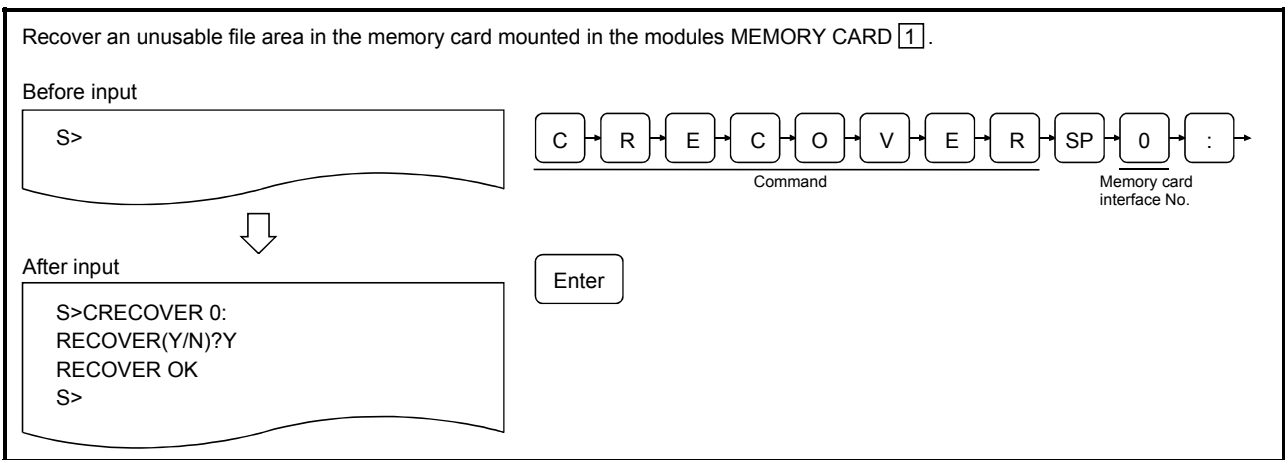 Recover an unusable file area in the memory card mounted in the modules MEMORY CARD 1 .
Before input
S>
C R E C O V E R SP 0 :
Command
Memory card
interface No.
After input
Enter
S>CRECOVER 0:
RECOVER(Y/N)?Y
RECOVER OK
S>